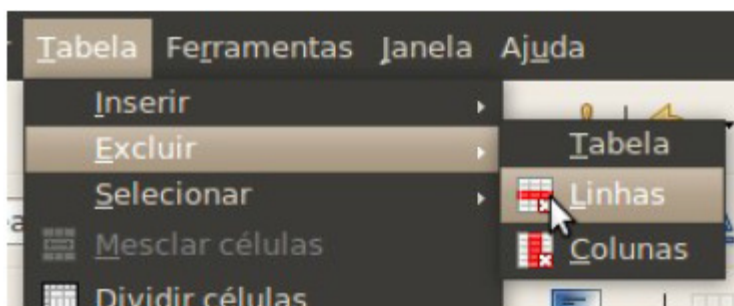 Tabela Ferramentas Janela Ajuda
Inserir
Excluir
Tabela
Selecionar
Linhas
Mesclar células
Colunas
Dividir células